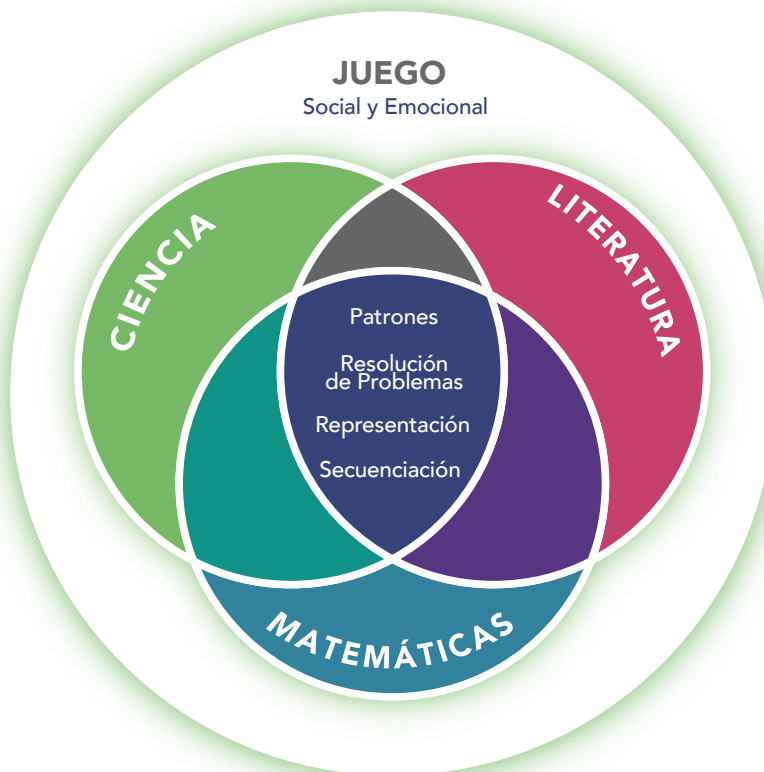 JUEGO
Social y Emocional
CIENCIA
LITERATURA
Patrones
Resolución
de Problemas
Representación
Secuenciación
MATEMÁTICAS